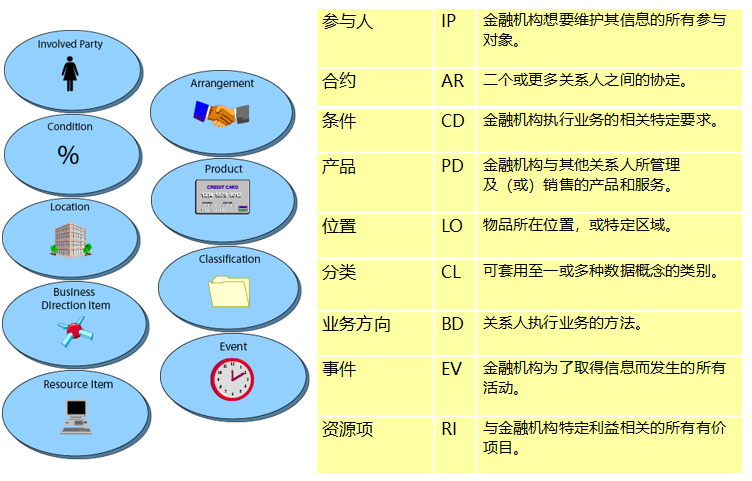 Involved Party
Arrangement
Condition
%
Product
CREDIT CARD
Location
Classification
Business
Direction Item
Event
Resource Item
参与人 IP 金融机构想要维护其信息的所有参与
对象。
合约 AR 二个或更多关系人之间的协定。
条件 CD 金融机构执行业务的相关特定要求。
产品 PD 金融机构与其他关系人所管理
及（或）销售的产品和服务。
位置 LO 物品所在位置，或特定区域。
分类 CL 可套用至一或多种数据概念的类别。
业务方向 BD 关系人执行业务的方法。
事件 EV 金融机构为了取得信息而发生的所有
活动。
资源项 RI 与金融机构特定利益相关的所有有价
项目。